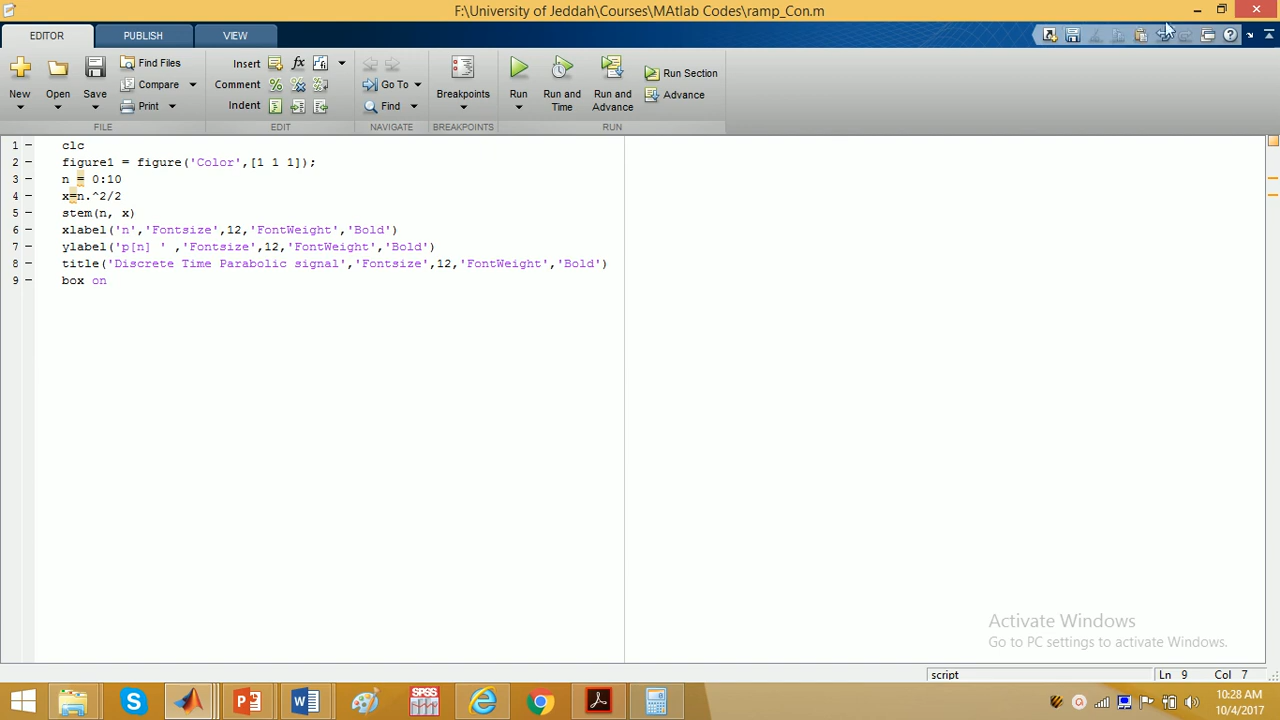 F:\University of Jeddah\Courses\MAtlab Codes\ramp_Con.m
EDITOR PUBLISH VIEW
New Open Save Find Files Compare Print
Insert Comment Indent
Go To Find
Breakpoints
Run Run and Time Run and Advance Run Section Advance
FILE EDIT NAVIGATE BREAKPOINTS RUN
1 clc
2 figure1 = figure('Color',[1 1 1]);
3 n = 0:10
4 x=n.^2/2
5 stem(n, x)
6 xlabel('n','Fontsize',12,'FontWeight','Bold')
7 ylabel('p[n] ' ,'Fontsize',12,'FontWeight','Bold')
8 title('Discrete Time Parabolic signal','Fontsize',12,'FontWeight','Bold')
9 box on
Activate Windows
Go to PC settings to activate Windows.
script Ln 9 Col 7
SPSS
10:28 AM
10/4/2017